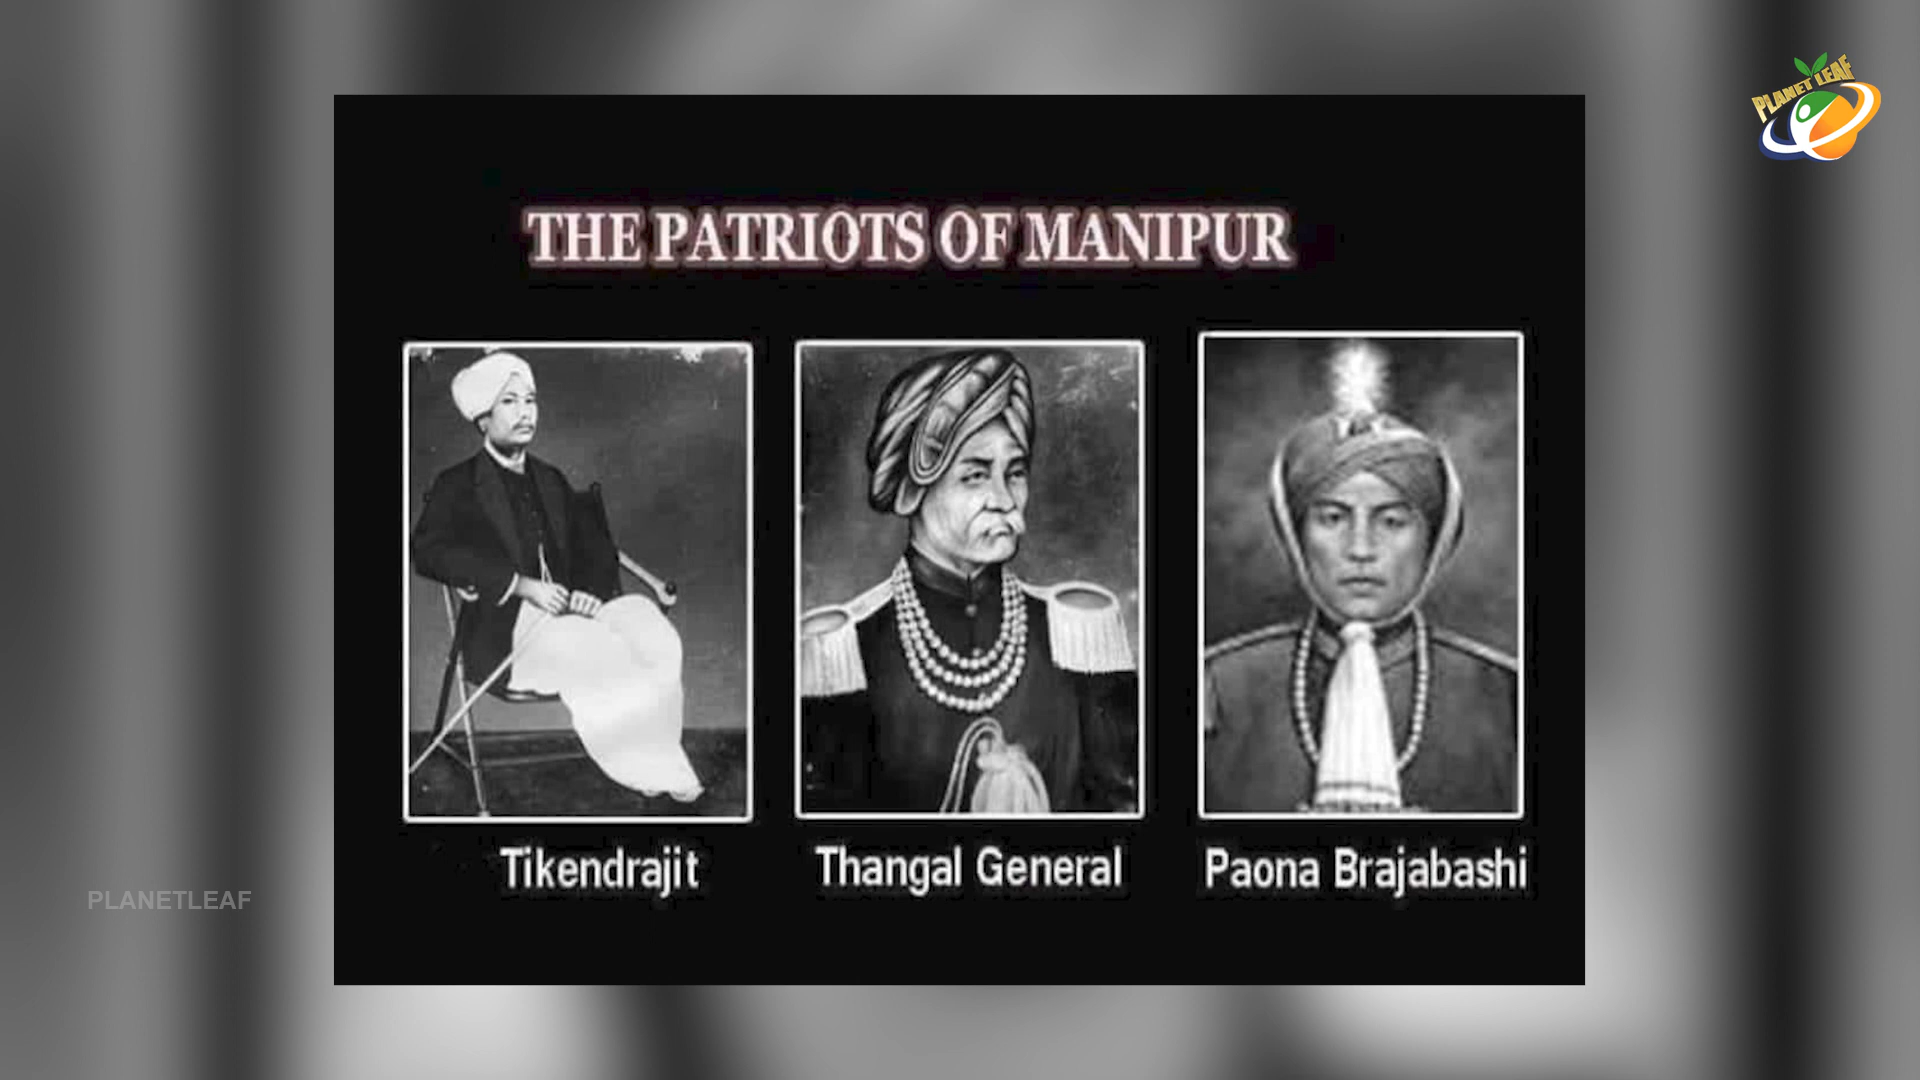 PLANET LEAF
THE PATRIOTS OF MANIPUR
Tikendrajit
Thangal General
Paona Brajabashi
PLANETLEAF